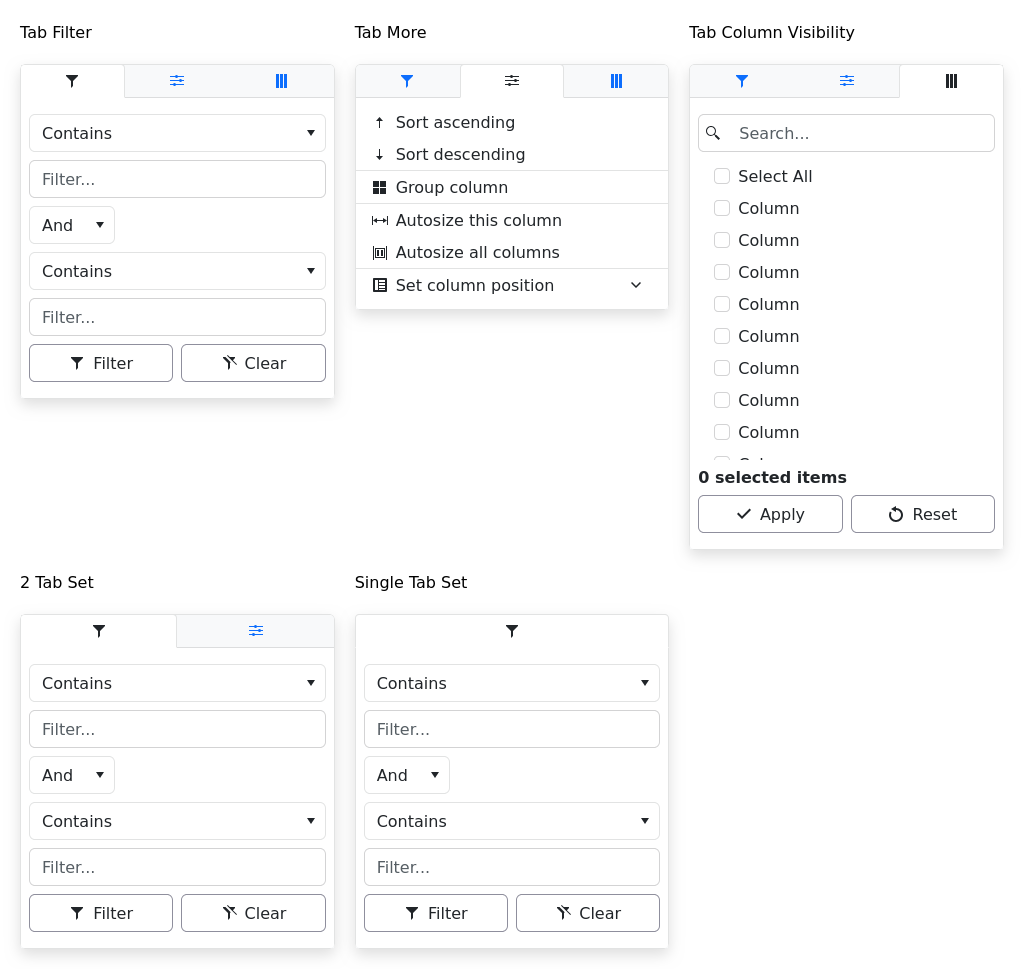 Tab Filter
Contains
Filter...
And
Contains
Filter...
Filter Clear
Tab More
Sort ascending
Sort descending
Group column
Autosize this column
Autosize all columns
Set column position
Tab Column Visibility
Search...
Select All
Column
Column
Column
Column
Column
Column
Column
Column
0 selected items
Apply Reset
2 Tab Set
Contains
Filter...
And
Contains
Filter...
Filter Clear
Single Tab Set
Contains
Filter...
And
Contains
Filter...
Filter Clear